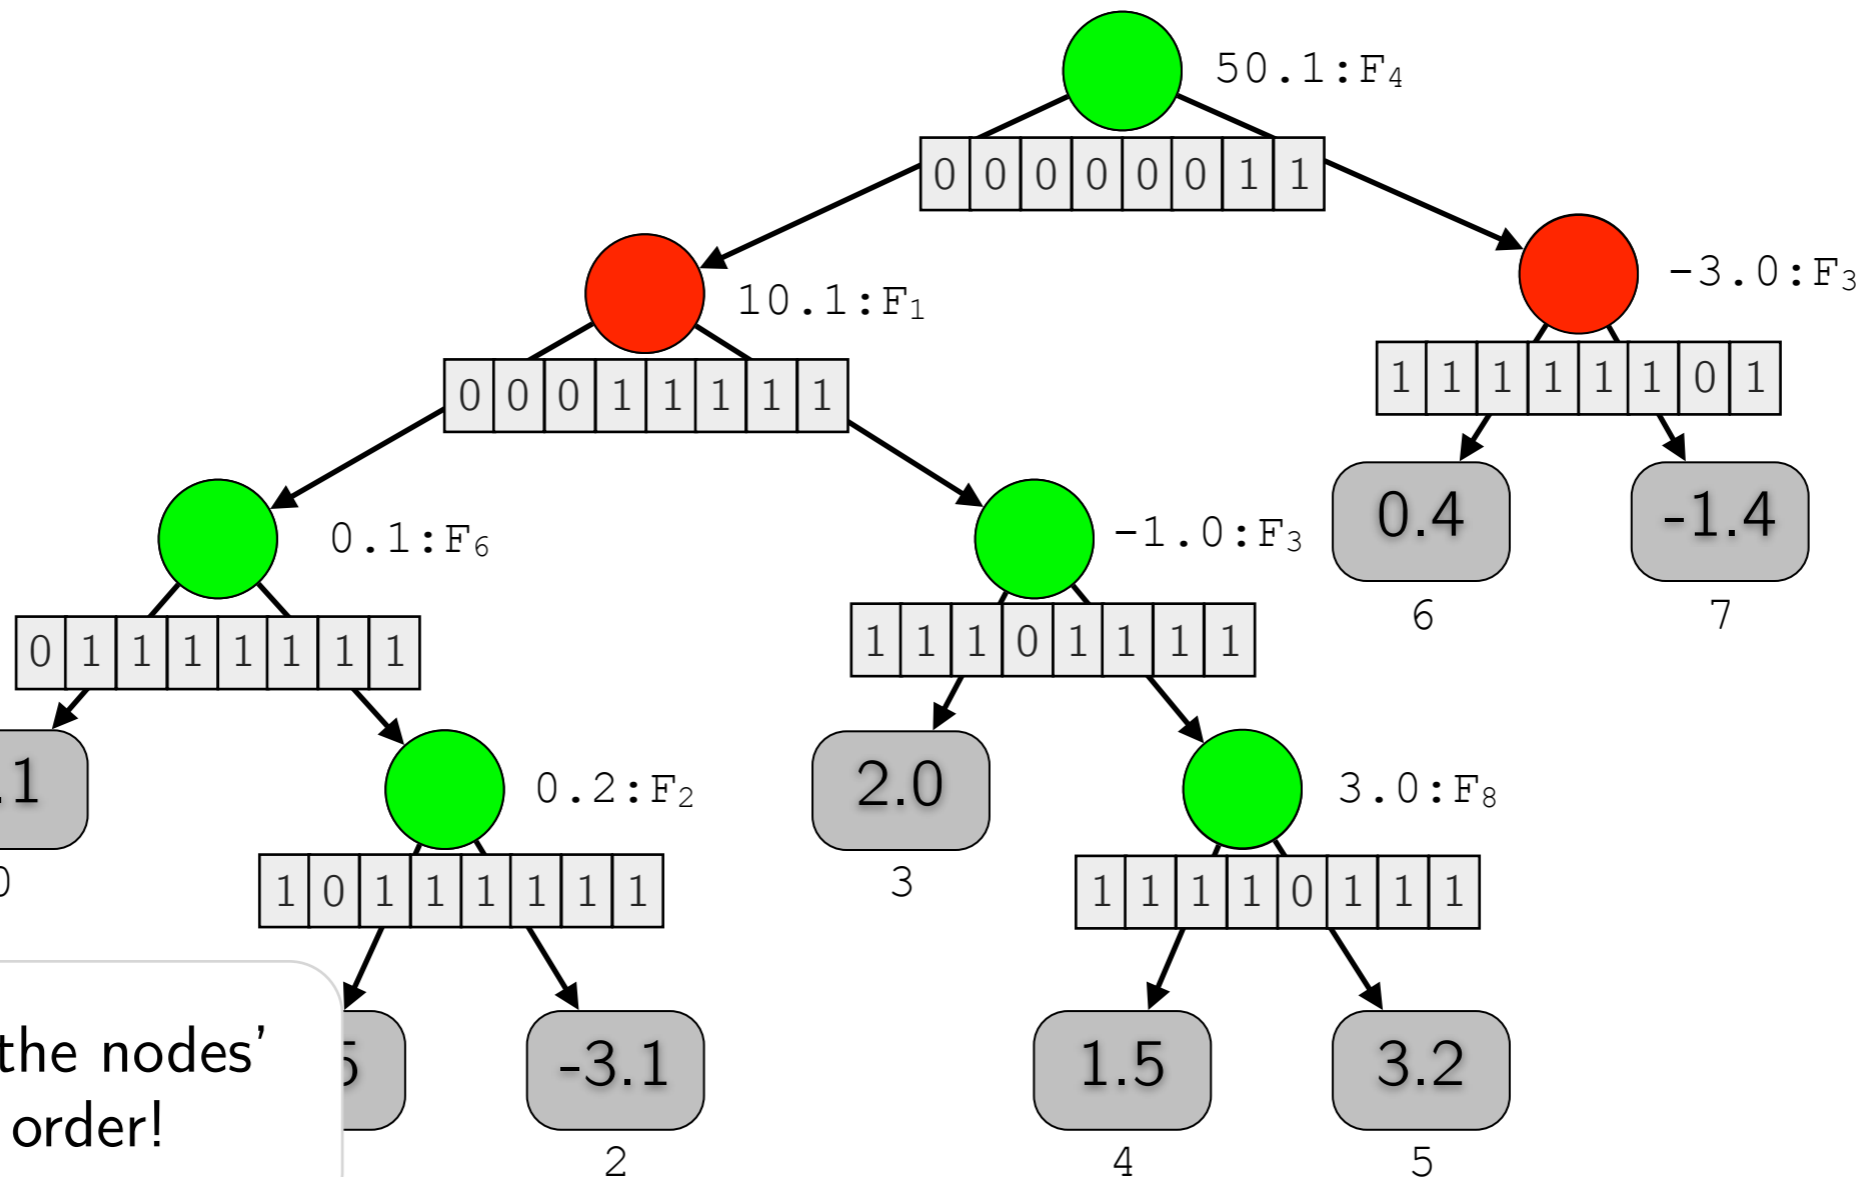 50.1:F₄
0 0 0 0 0 0 1 1
10.1:F₁
-3.0:F₃
0 0 0 1 1 1 1 1
1 1 1 1 1 1 0 1
0.1:F₆
-1.0:F₃
0.4
-1.4
6
7
0 1 1 1 1 1 1 1
1 1 1 0 1 1 1 1
.1
0.2:F₂
2.0
3.0:F₈
0
3
1 0 1 1 1 1 1 1
1 1 1 1 0 1 1 1
the nodes’
order!
5
-3.1
1.5
3.2
2
4
5